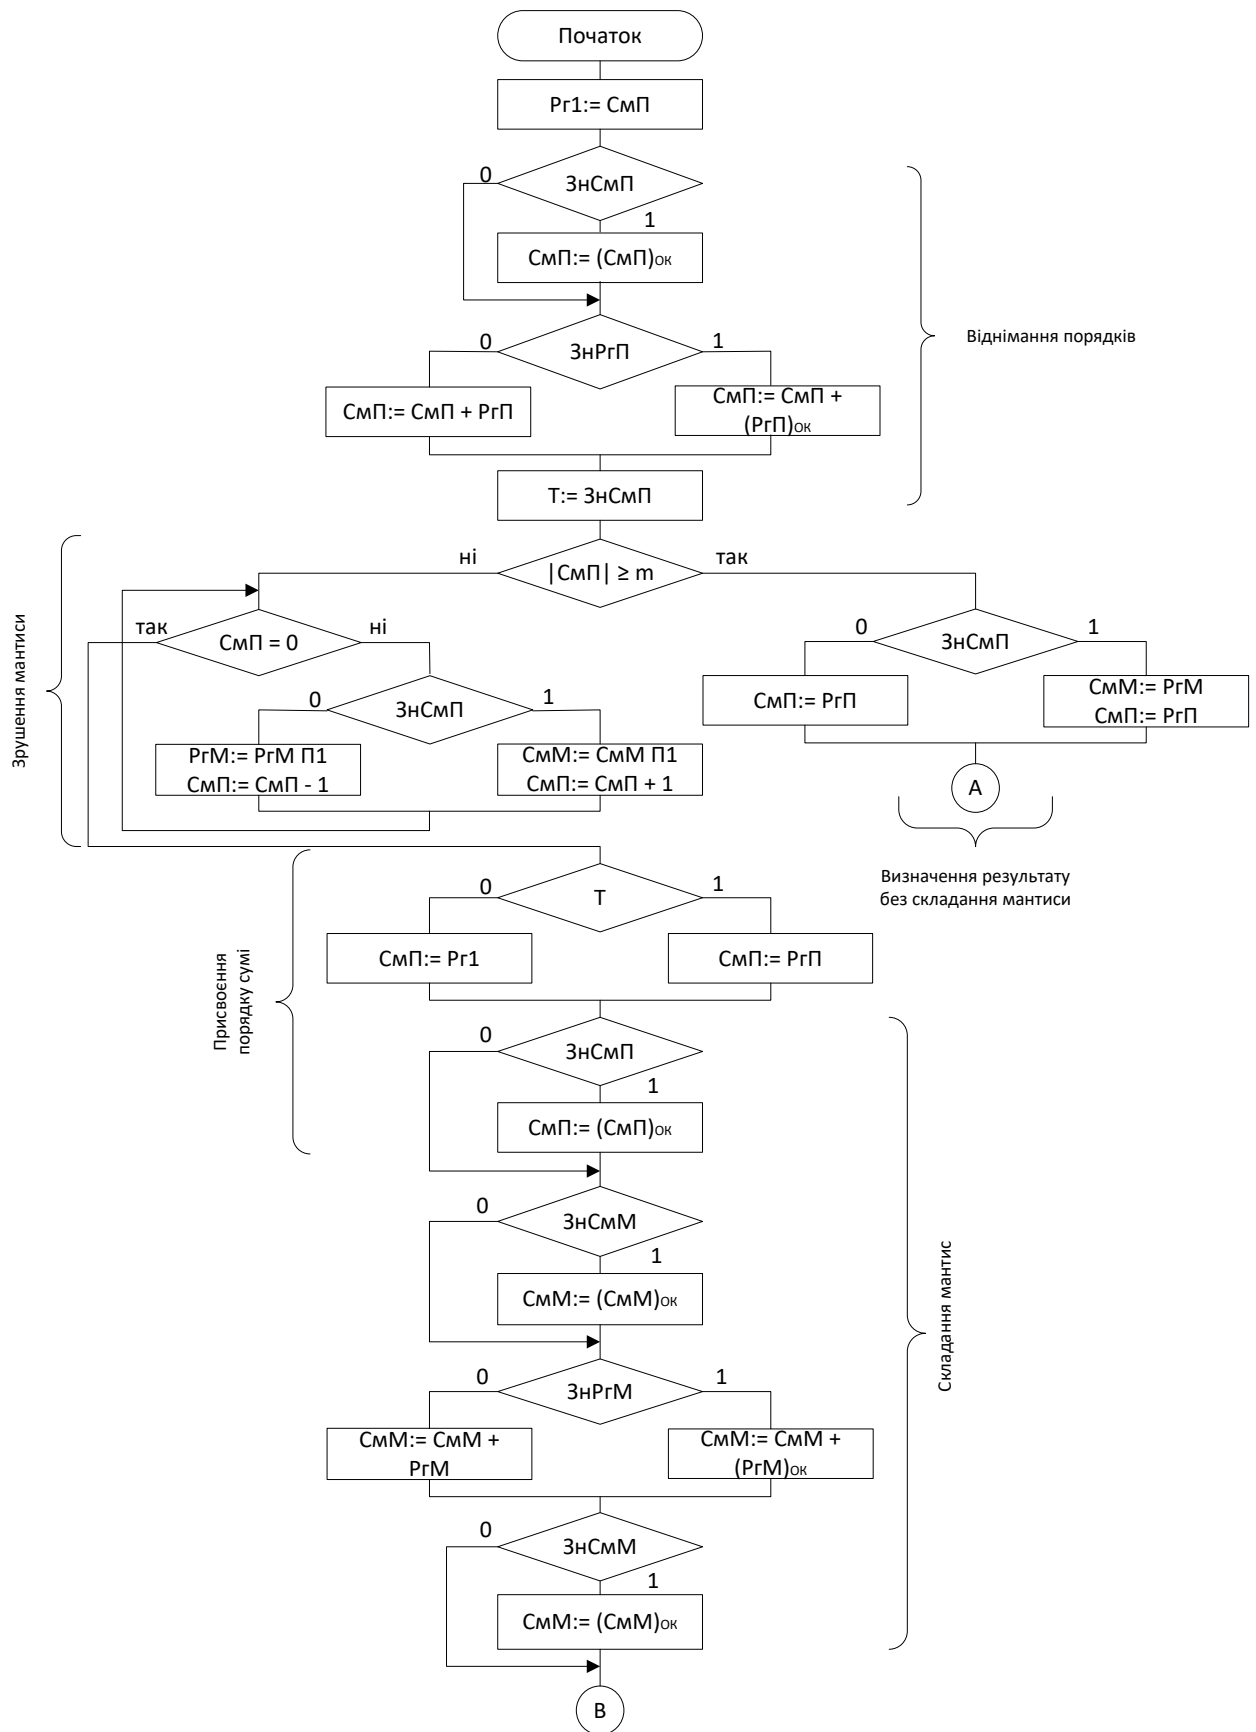 Початок
Рг1:= СмП
ЗнСмП
0
1
СмП:= (СмП)ОК
ЗнРгП
0
1
СмП:= СмП + РгП
СмП:= СмП +
(РгП)ОК
Т:= ЗнСмП
Віднімання порядків
|СмП| ≥ m
ні
так
СмП = 0
так
ні
ЗнСмП
0
1
РгМ:= РгМ П1
СмП:= СмП - 1
СмМ:= СмМ П1
СмП:= СмП + 1
Зрушення мантиси
ЗнСмП
0
1
СмП:= РгП
СмМ:= РгМ
СмП:= РгП
А
Визначення результату
без складання мантиси
Т
0
1
СмП:= Рг1
СмП:= РгП
Присвоєння
порядку сумі
ЗнСмП
0
1
СмП:= (СмП)ОК
ЗнСмМ
0
1
СмМ:= (СмМ)ОК
ЗнРгМ
0
1
СмМ:= СмМ +
РгМ
СмМ:= СмМ +
(РгМ)ОК
ЗнСмМ
0
1
СмМ:= (СмМ)ОК
Складання мантис
В